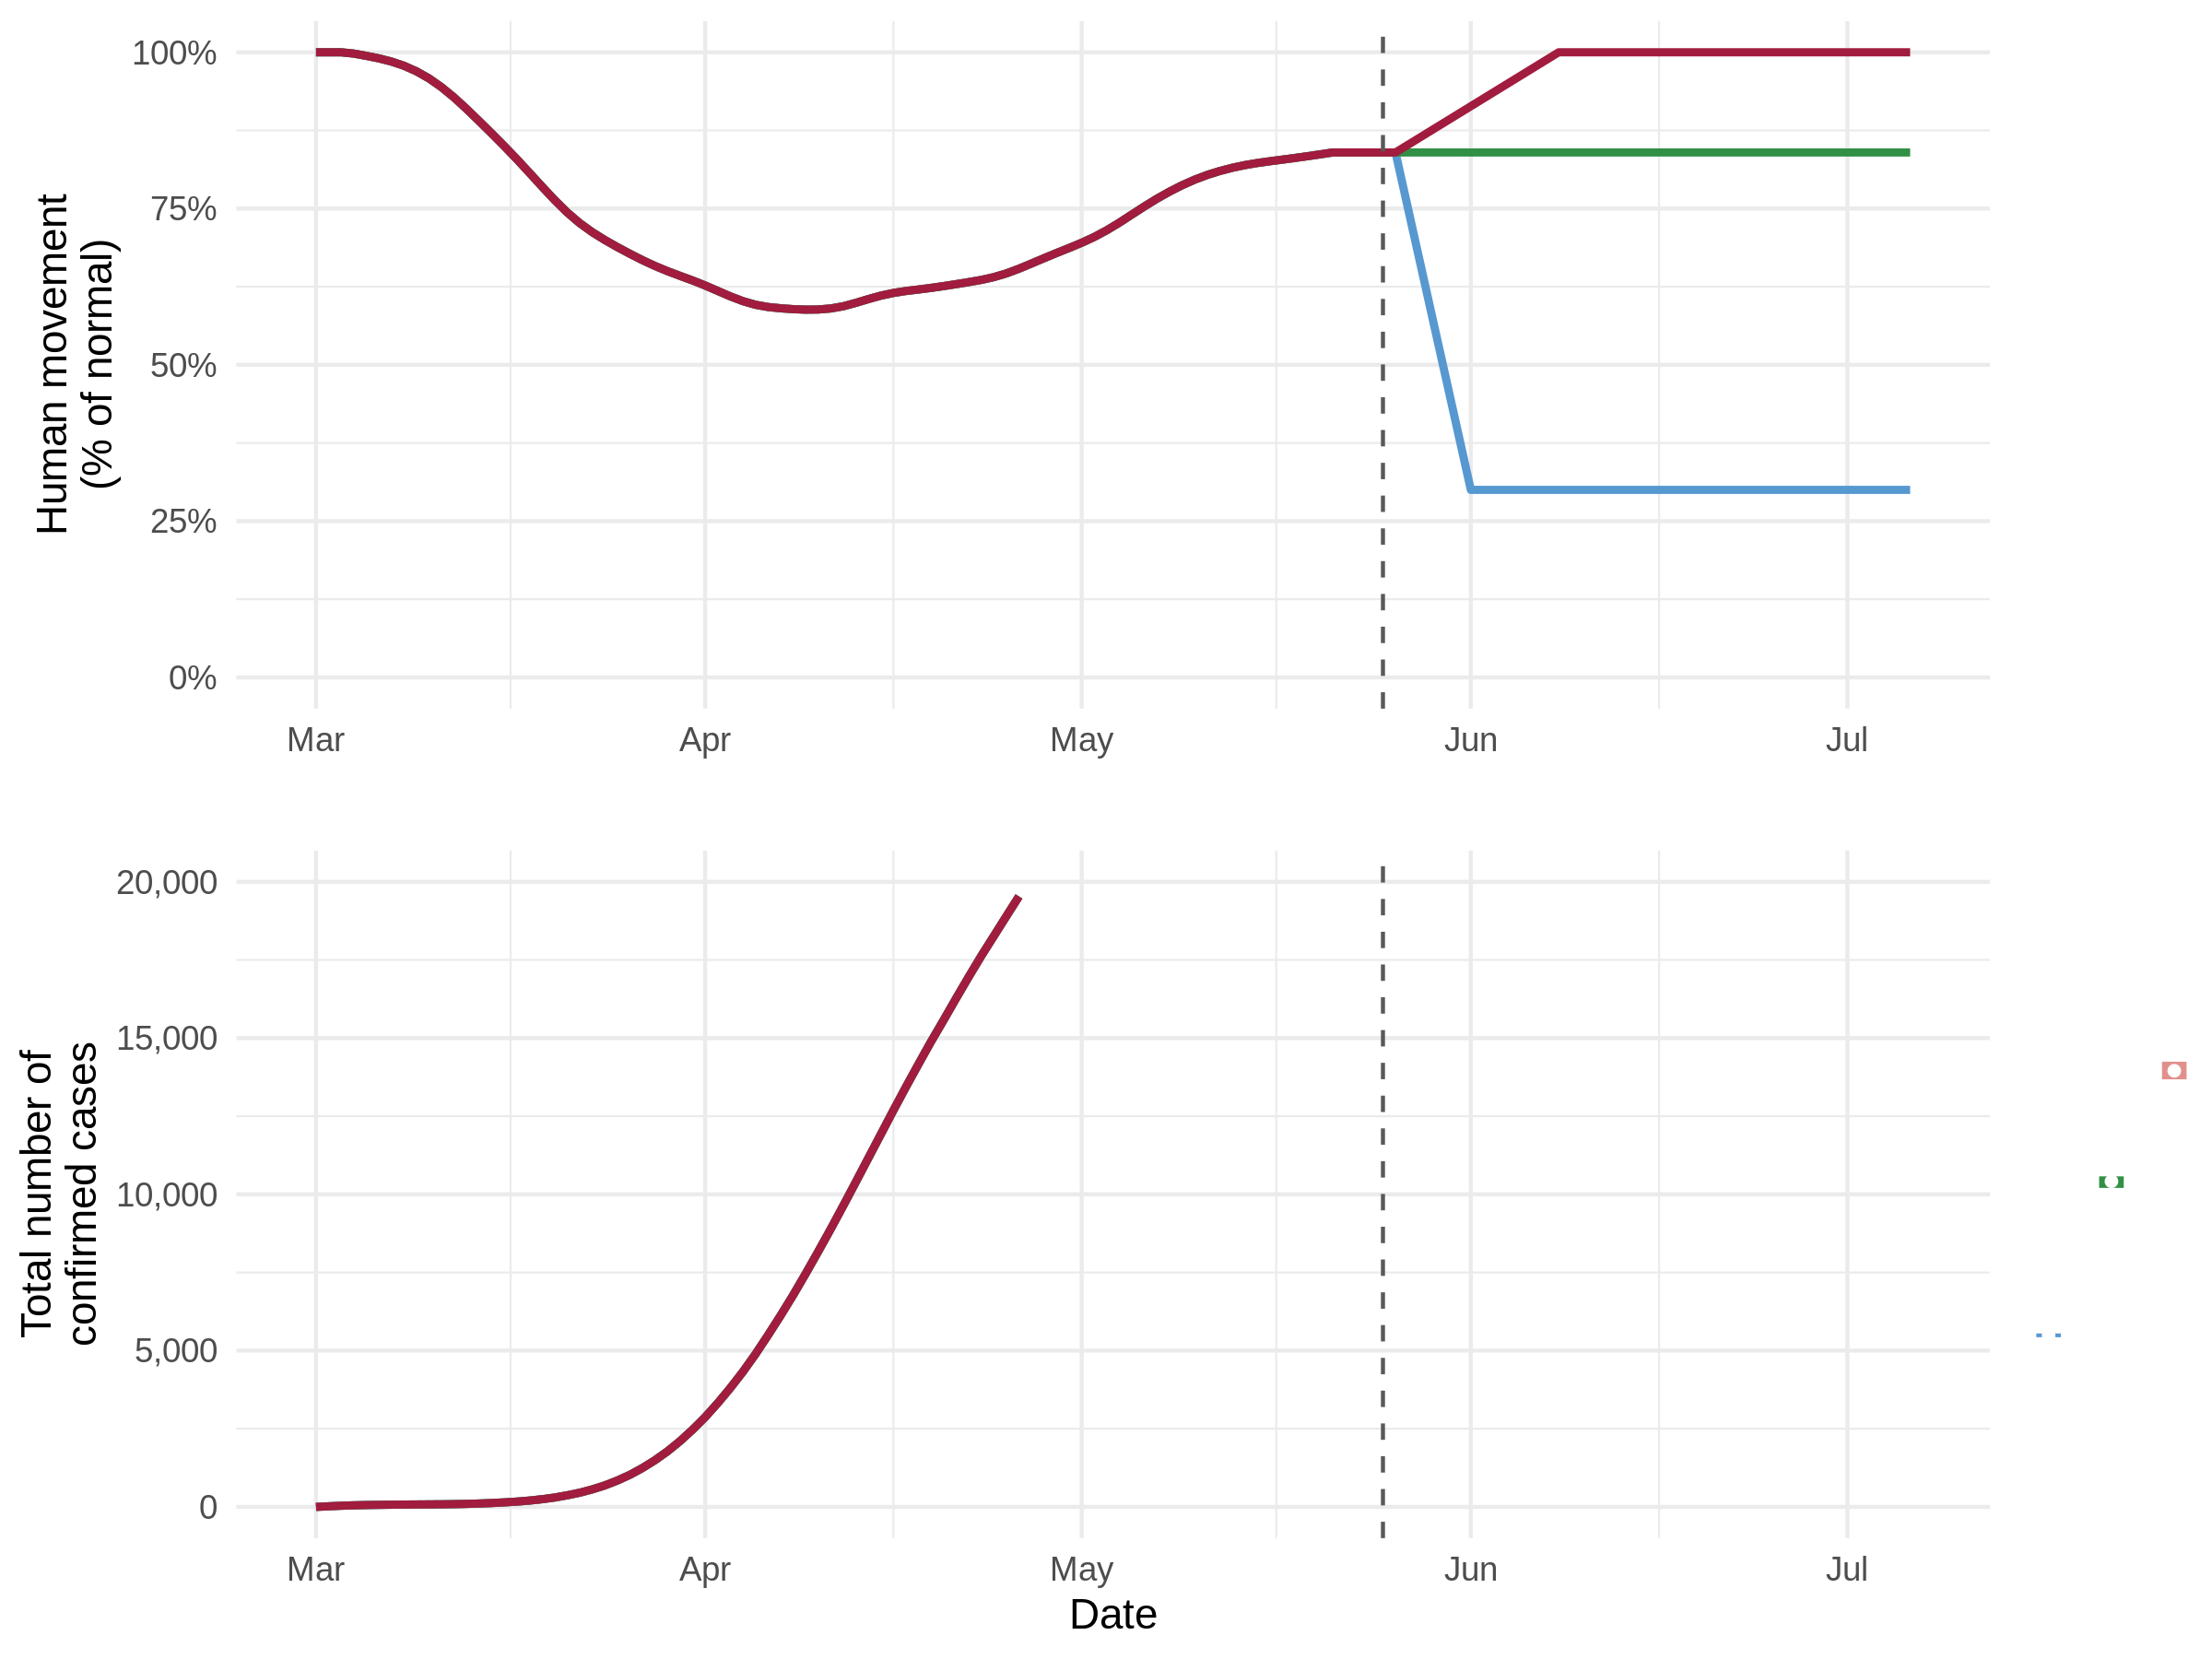 Human movement
(% of normal)
100%
75%
50%
25%
0%
Mar Apr May Jun Jul
Total number of
confirmed cases
20,000
15,000
10,000
5,000
0
Mar Apr May Jun Jul
Date